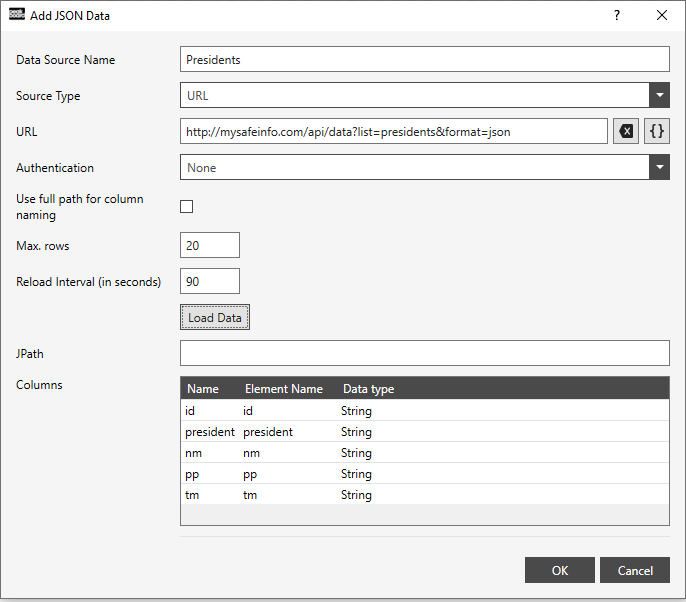 peak
board
Add JSON Data
?
Data Source Name
Presidents
Source Type
URL
URL
http://mysafeinfo.com/api/data?list=presidents&format=json
{}
Authentication
None
Use full path for column
naming
Max. rows
20
Reload Interval (in seconds)
90
Load Data
JPath
Columns
Name Element Name Data type
id id String
president president String
nm nm String
pp pp String
tm tm String
OK
Cancel